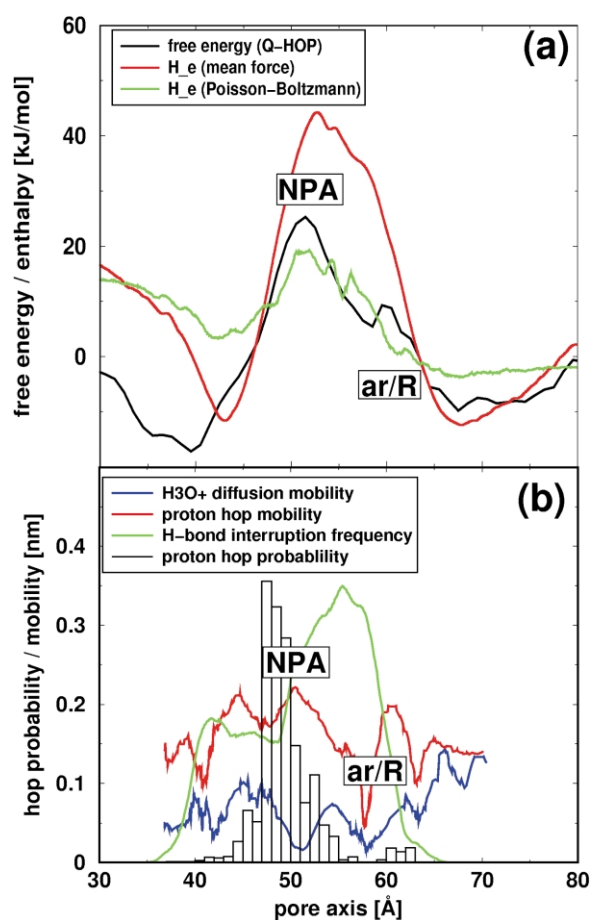 60
40
20
0
free energy / enthalpy [kJ/mol]
free energy (Q-HOP)
H_e (mean force)
H_e (Poisson-Boltzmann)
(a)
NPA
ar/R
H3O+ diffusion mobility
proton hop mobility
H-bond interruption frequency
proton hop probablility
(b)
NPA
ar/R
0.4
0.3
0.2
0.1
0
hop probability / mobility [nm]
30 40 50 60 70 80
pore axis [Å]